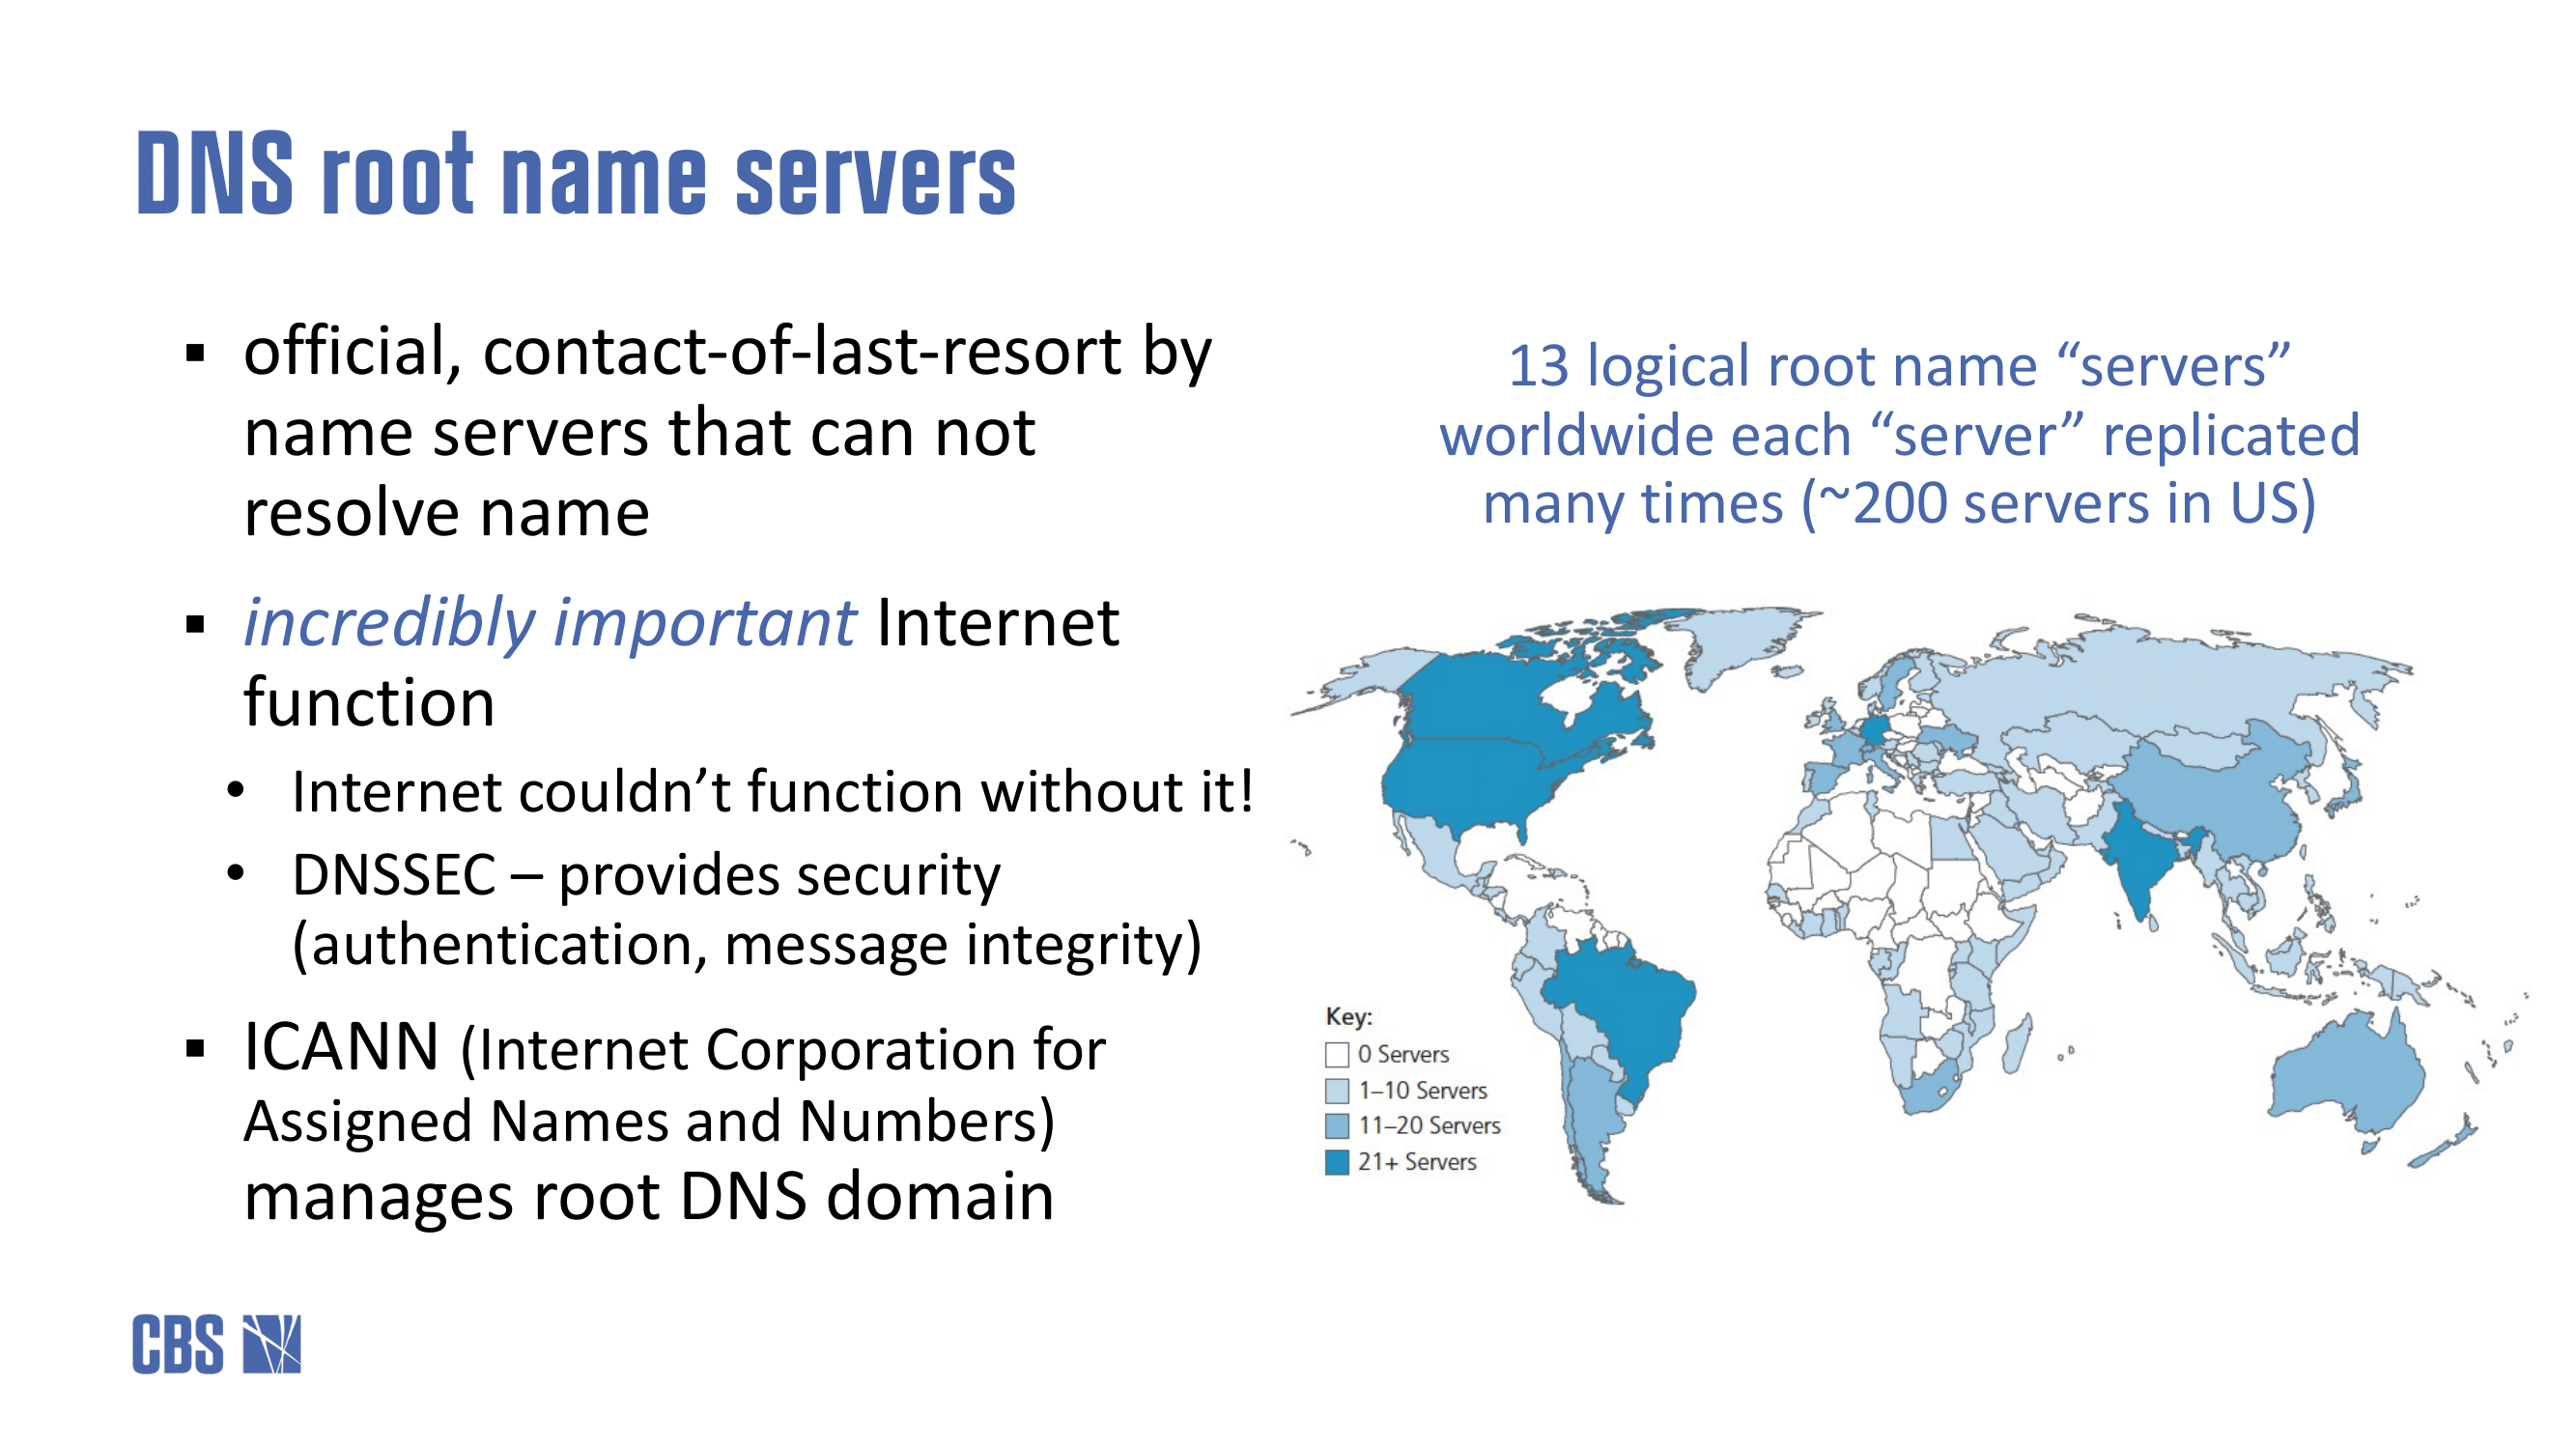 DNS root name servers
▪ official, contact-of-last-resort by
name servers that can not
resolve name
▪ incredibly important Internet
function
• Internet couldn’t function without it!
• DNSSEC – provides security
(authentication, message integrity)
▪ ICANN (Internet Corporation for
Assigned Names and Numbers)
manages root DNS domain
13 logical root name “servers”
worldwide each “server” replicated
many times (~200 servers in US)
Key:
0 Servers
1–10 Servers
11–20 Servers
21+ Servers
CBS